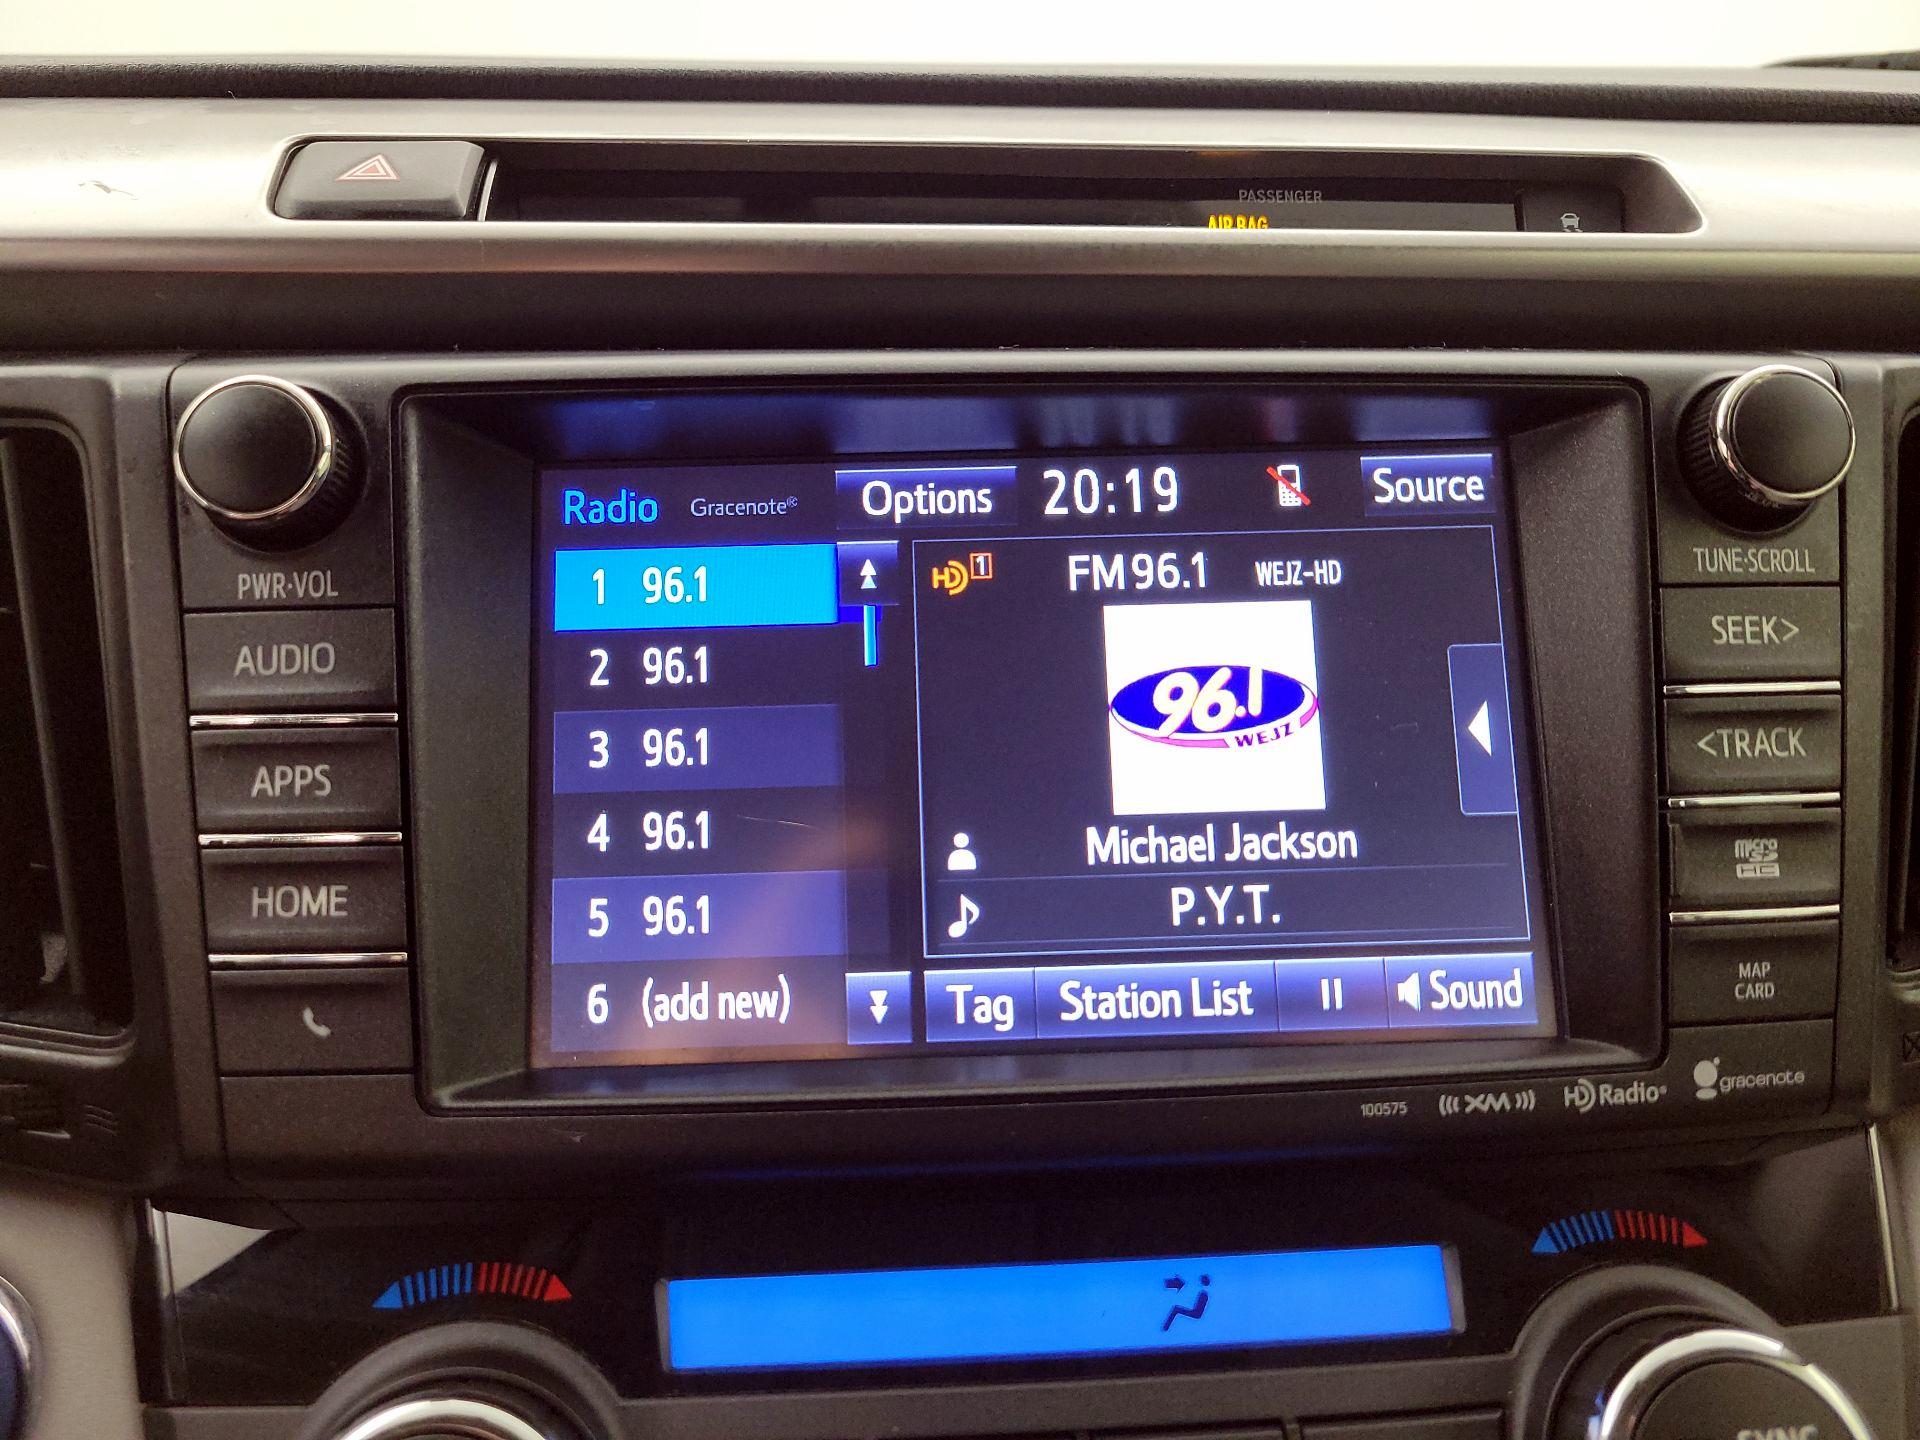 PASSENGER
AIR BAG
Radio Gracenote® Options 20:19 Source
1 96.1
2 96.1
3 96.1
4 96.1
5 96.1
6 (add new)
HD 1 FM 96.1 WEJZ-HD
96.1
WEJZ
Michael Jackson
P.Y.T.
Tag Station List Sound
PWR·VOL
AUDIO
APPS
HOME
TUNE·SCROLL
SEEK>
<TRACK
micro
SD
HC
MAP
CARD
100575 ((( XM ))) HD Radio® gracenote
SYNC